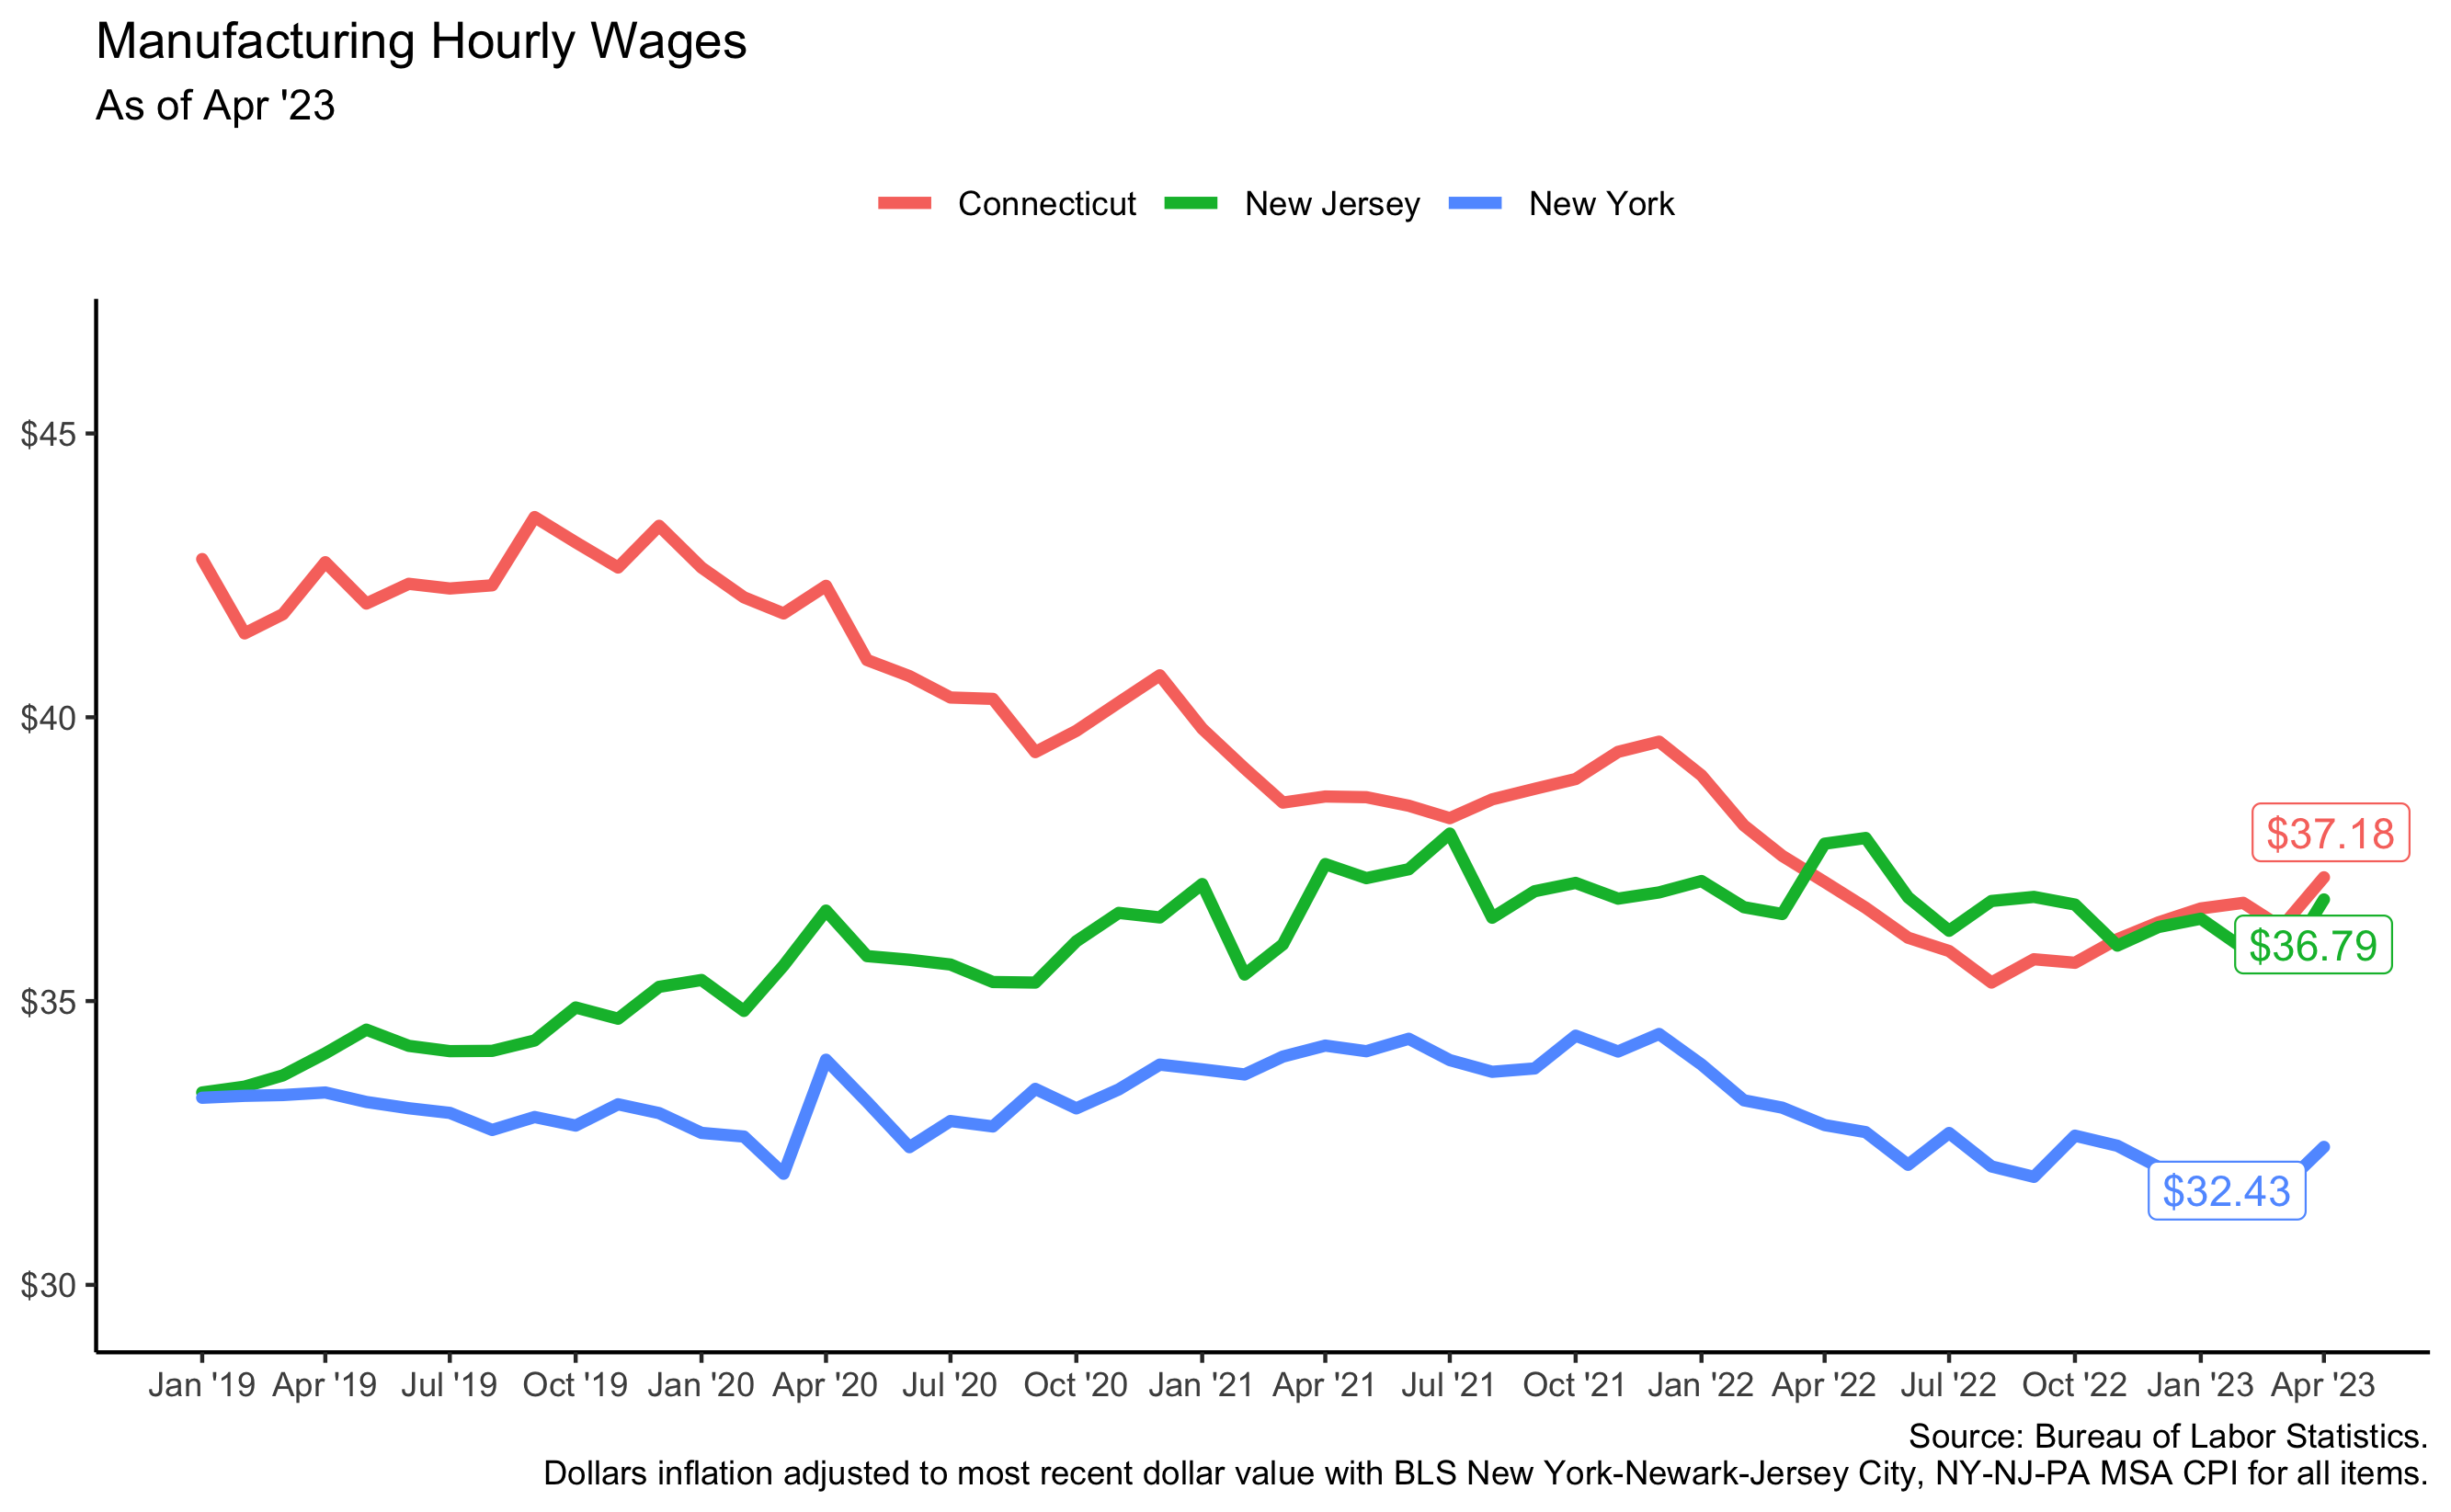 Manufacturing Hourly Wages
As of Apr '23
Connecticut New Jersey New York
$45
$40
$35
$30
$37.18
$36.79
$32.43
Jan '19 Apr '19 Jul '19 Oct '19 Jan '20 Apr '20 Jul '20 Oct '20 Jan '21 Apr '21 Jul '21 Oct '21 Jan '22 Apr '22 Jul '22 Oct '22 Jan '23 Apr '23
Source: Bureau of Labor Statistics.
Dollars inflation adjusted to most recent dollar value with BLS New York-Newark-Jersey City, NY-NJ-PA MSA CPI for all items.